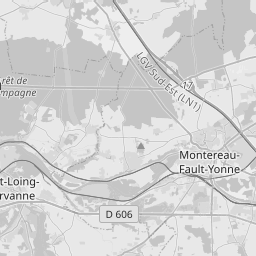 LGV Sud-Est (LN1)
rêt de
mpagne
Montereau-
Fault-Yonne
t-Loing-
rvanne
D 606